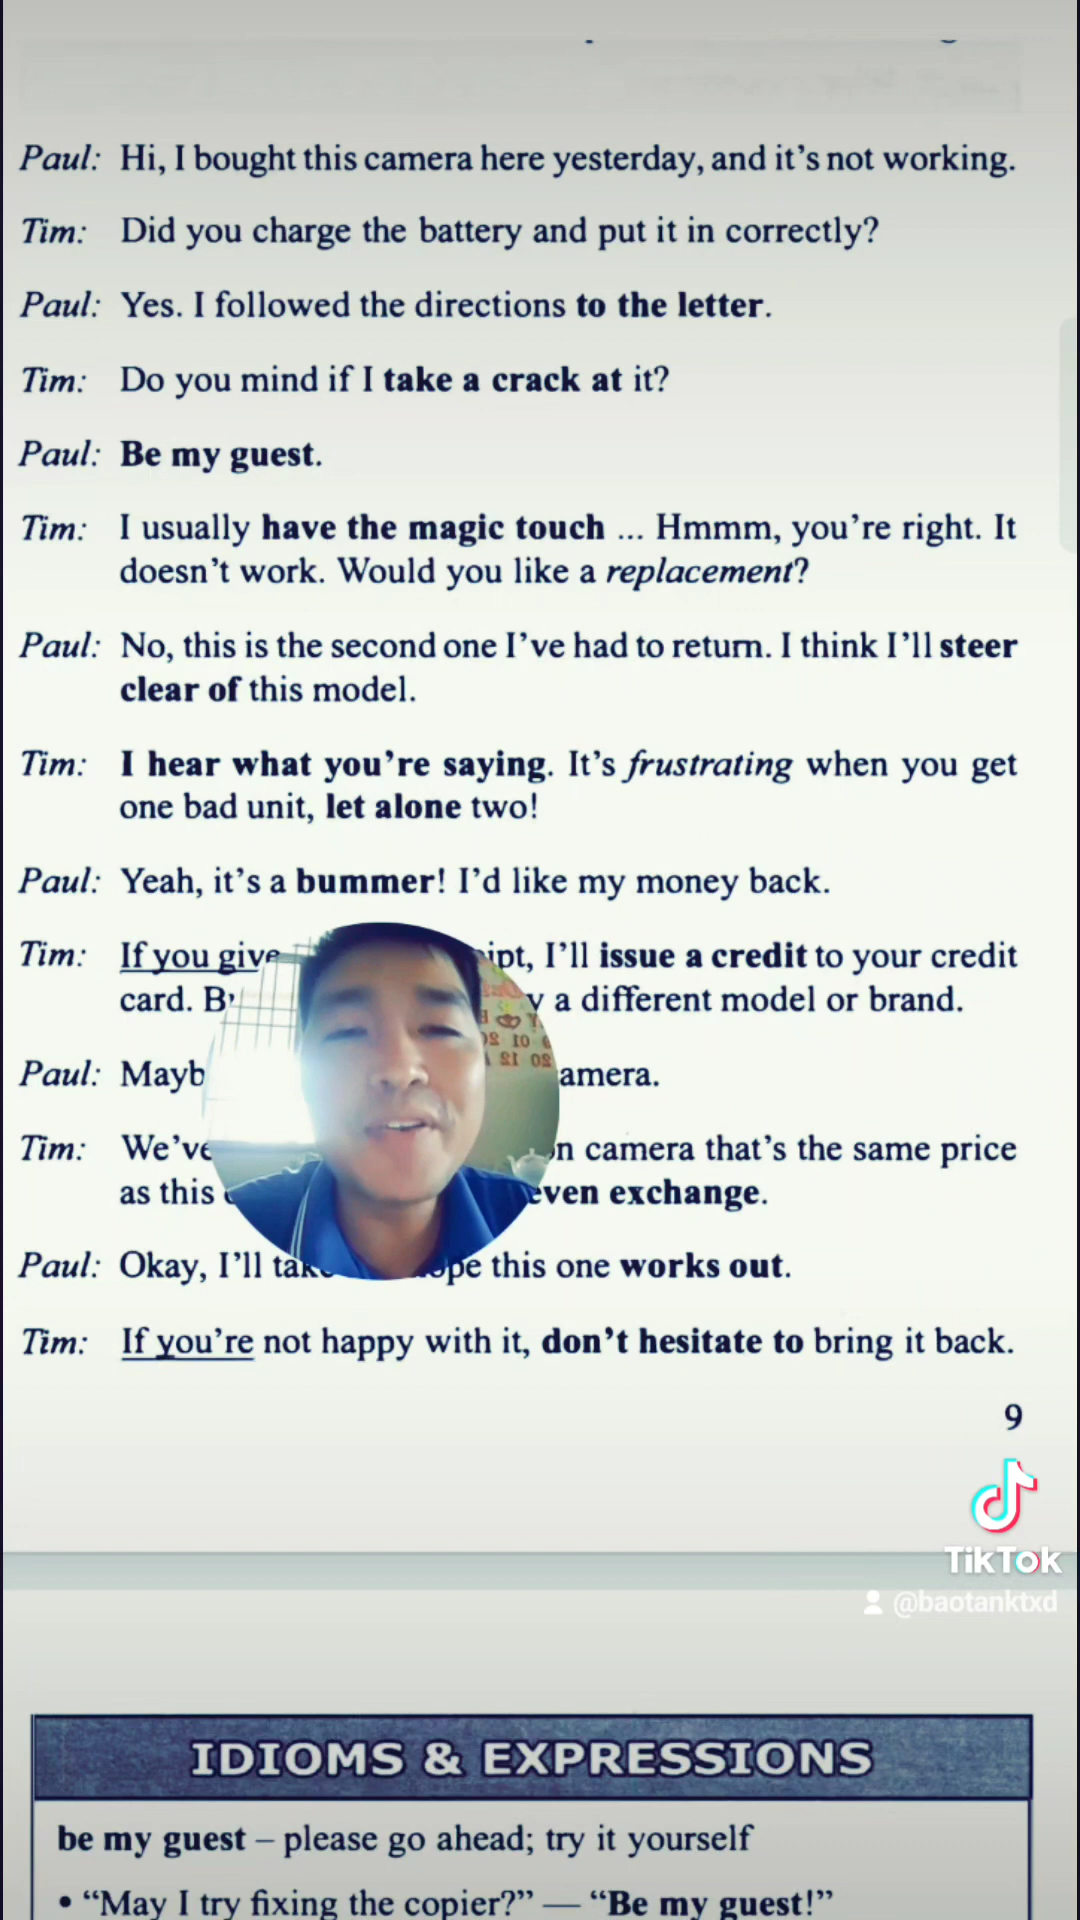 Paul: Hi, I bought this camera here yesterday, and it's not working.
Tim: Did you charge the battery and put it in correctly?
Paul: Yes. I followed the directions to the letter.
Tim: Do you mind if I take a crack at it?
Paul: Be my guest.
Tim: I usually have the magic touch ... Hmmm, you're right. It
doesn't work. Would you like a replacement?
Paul: No, this is the second one I've had to return. I think I'll steer
clear of this model.
Tim: I hear what you're saying. It's frustrating when you get
one bad unit, let alone two!
Paul: Yeah, it's a bummer! I'd like my money back.
Tim: If you give I'll issue a credit to your credit
card. a different model or brand.
Paul:
Tim: We've camera that's the same price
as this even exchange.
Paul: Okay, I'll this one works out.
Tim: If you're not happy with it, don't hesitate to bring it back.
9
TikTok
@baotanktxd
IDIOMS & EXPRESSIONS
be my guest – please go ahead; try it yourself
• "May I try fixing the copier?" — "Be my guest!"